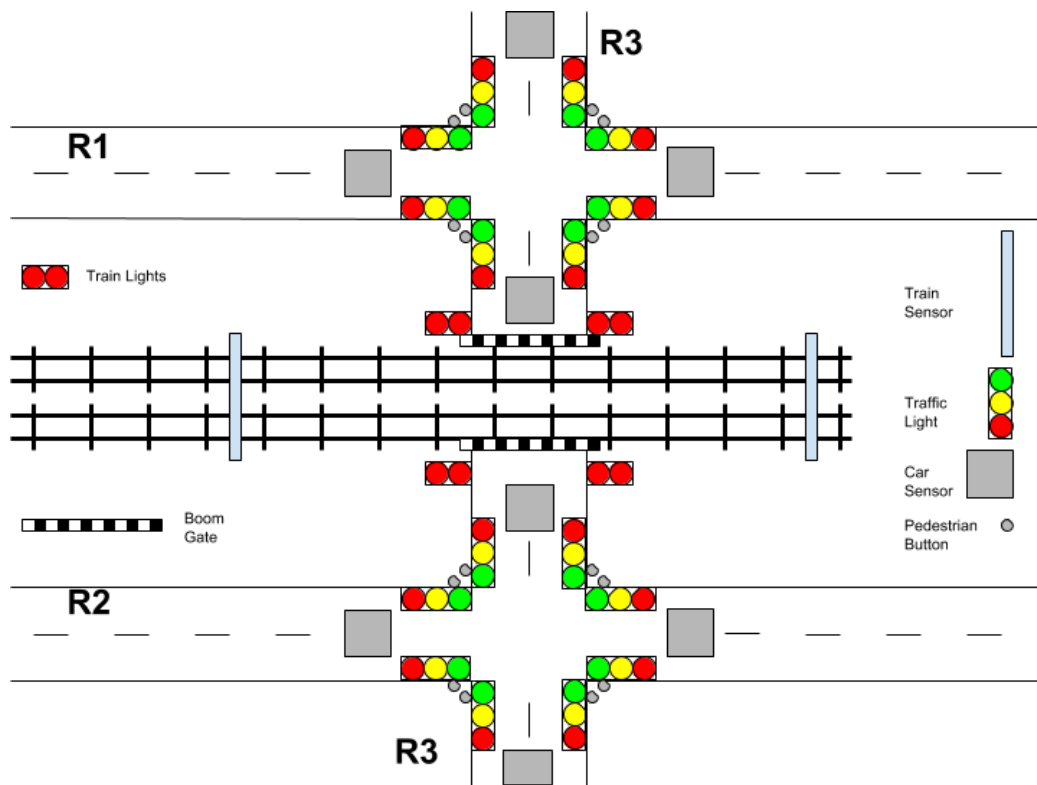 R3
R1
Train Lights
Train
Sensor
Traffic
Light
Car
Sensor
Boom
Gate
Pedestrian
Button
R2
R3